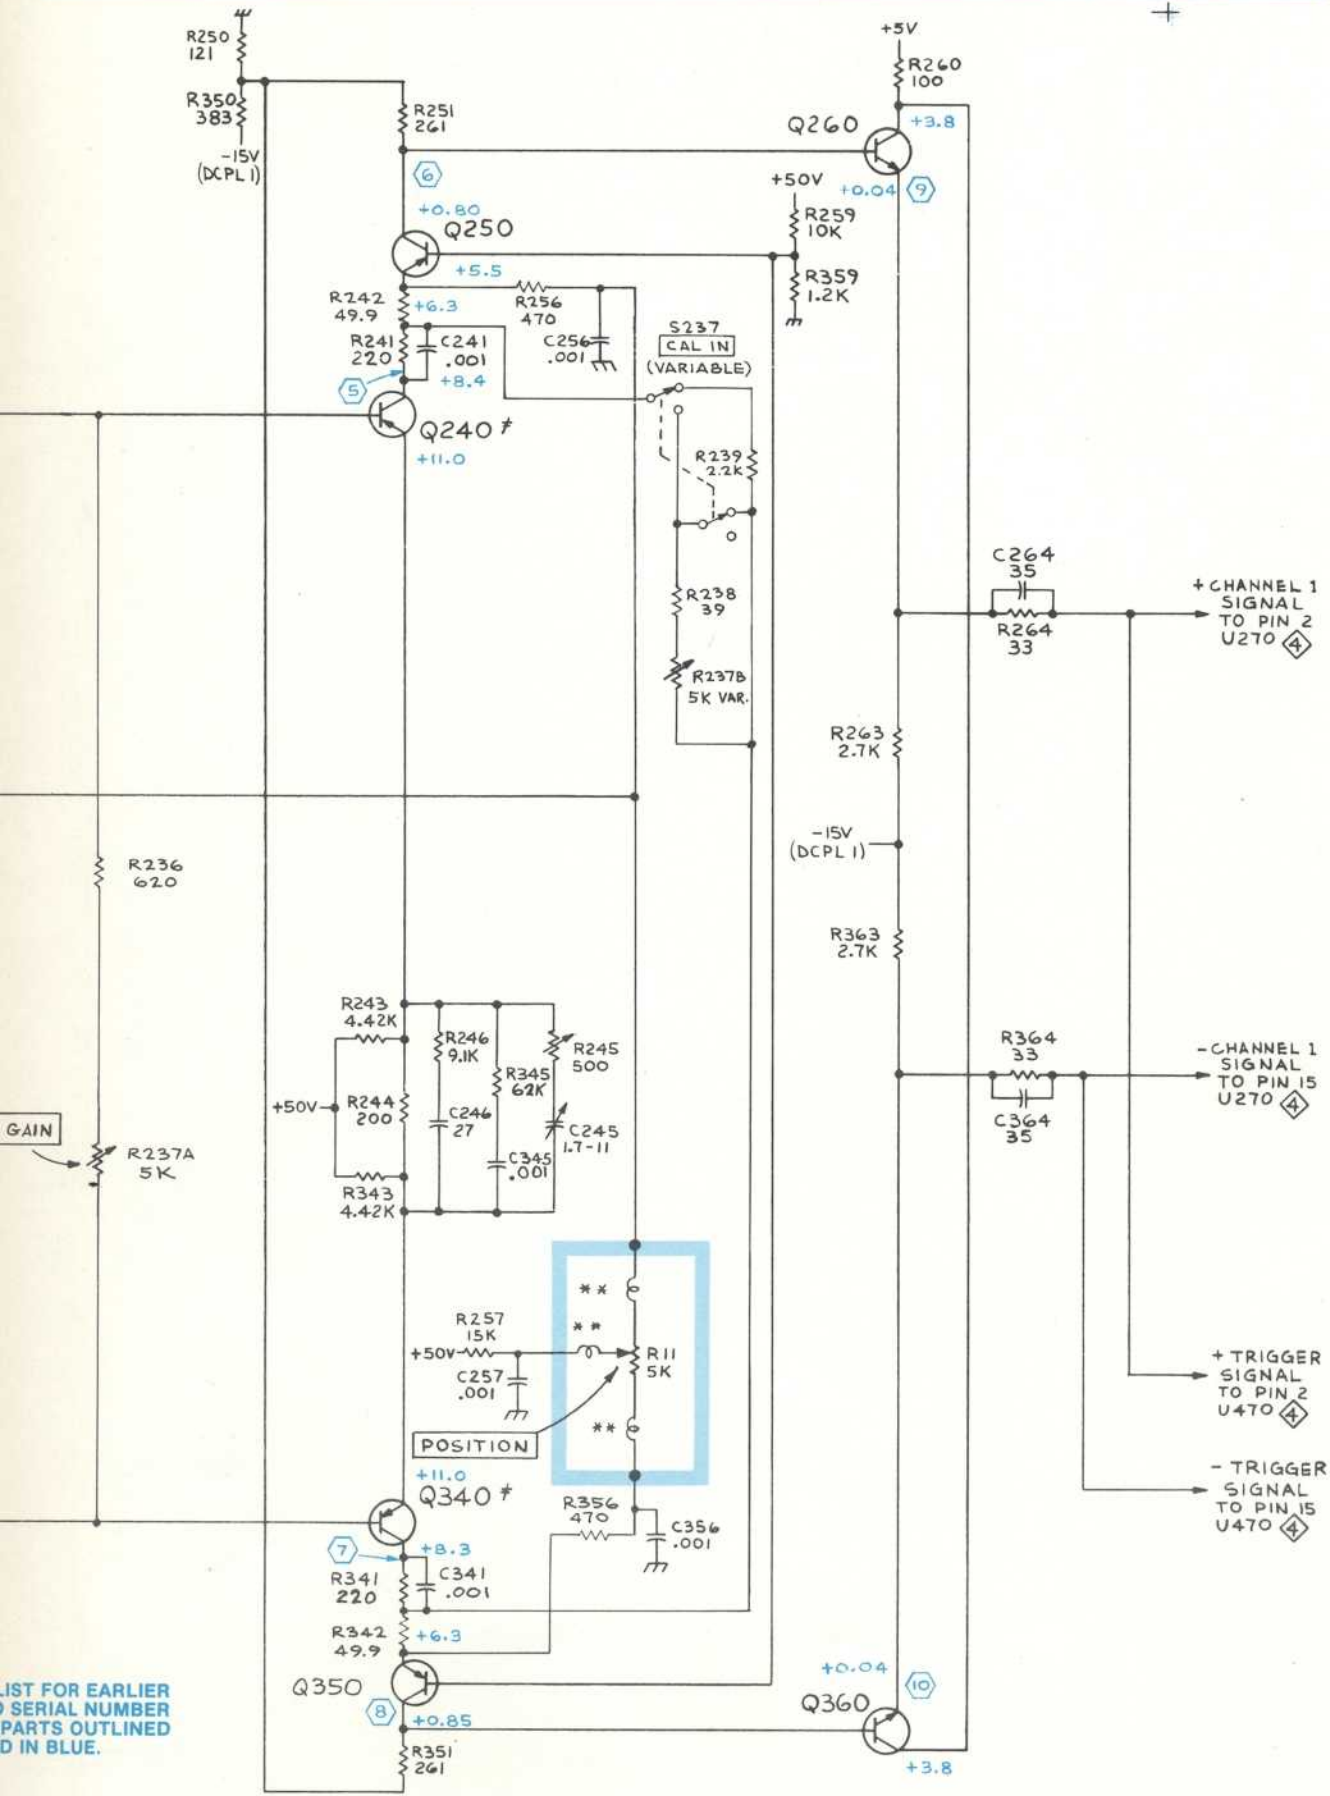 R250
121
R350
383
-15V
(DCPL 1)
R251
261
6
+0.80
Q250
+5.5
+5V
R260
100
+3.8
Q260
+0.04
9
+50V
R259
10K
R359
1.2K
R242
49.9
+6.3
R256
470
R241
220
C241
.001
C256
.001
S237
CAL IN
(VARIABLE)
5
+8.4
Q240 ‡
+11.0
R239
2.2K
R238
39
R237B
5K VAR.
C264
35
R264
33
+ CHANNEL 1
SIGNAL
TO PIN 2
U270 4
R263
2.7K
-15V
(DCPL 1)
R363
2.7K
R236
620
R243
4.42K
R246
9.1K
R245
500
R345
62K
+50V
R244
200
C246
27
C245
1.7-11
C345
.001
R343
4.42K
GAIN
R237A
5K
R364
33
C364
35
- CHANNEL 1
SIGNAL
TO PIN 15
U270 4
**
R257
15K
**
+50V
R11
5K
C257
.001
**
POSITION
+ TRIGGER
SIGNAL
TO PIN 2
U470 4
- TRIGGER
SIGNAL
TO PIN 15
U470 4
+11.0
Q340 ‡
R356
470
C356
.001
7
+8.3
R341
220
C341
.001
R342
49.9
+6.3
Q350
8
+0.85
R351
261
+0.04
10
Q360
+3.8
LIST FOR EARLIER
SERIAL NUMBER
PARTS OUTLINED
D IN BLUE.